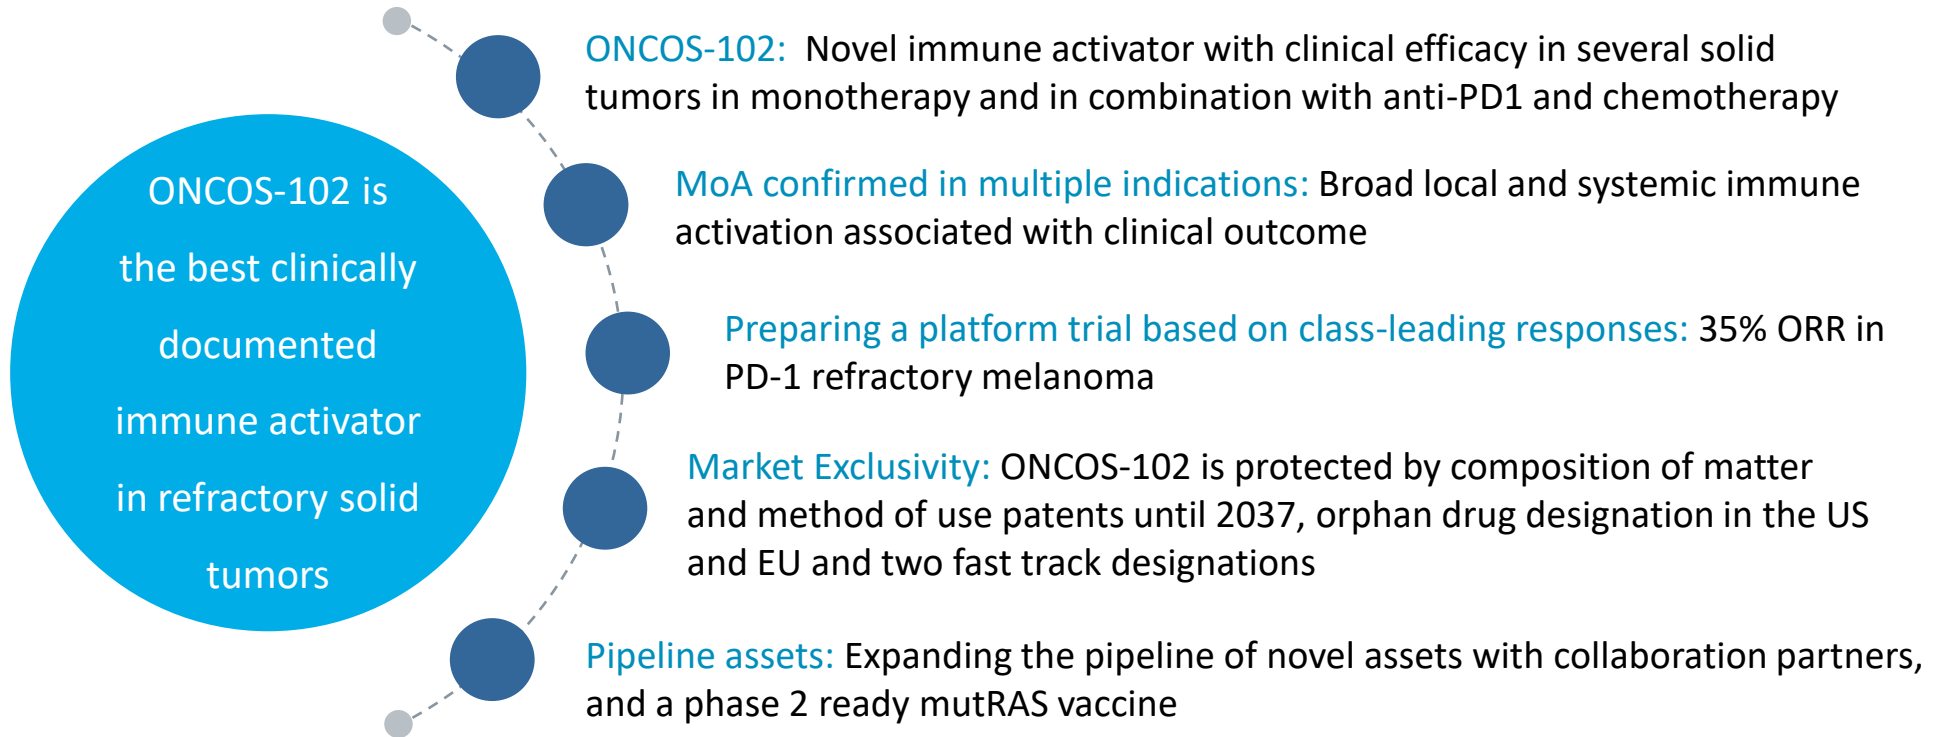 ONCOS-102 is
the best clinically
documented
immune activator
in refractory solid
tumors
ONCOS-102: Novel immune activator with clinical efficacy in several solid
tumors in monotherapy and in combination with anti-PD1 and chemotherapy
MoA confirmed in multiple indications: Broad local and systemic immune
activation associated with clinical outcome
Preparing a platform trial based on class-leading responses: 35% ORR in
PD-1 refractory melanoma
Market Exclusivity: ONCOS-102 is protected by composition of matter
and method of use patents until 2037, orphan drug designation in the US
and EU and two fast track designations
Pipeline assets: Expanding the pipeline of novel assets with collaboration partners,
and a phase 2 ready mutRAS vaccine